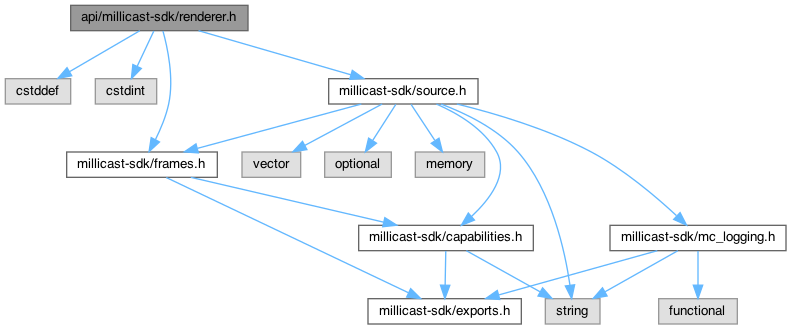 api/millicast-sdk/renderer.h
cstddef
cstdint
millicast-sdk/source.h
millicast-sdk/frames.h
vector
optional
memory
millicast-sdk/capabilities.h
millicast-sdk/mc_logging.h
millicast-sdk/exports.h
string
functional